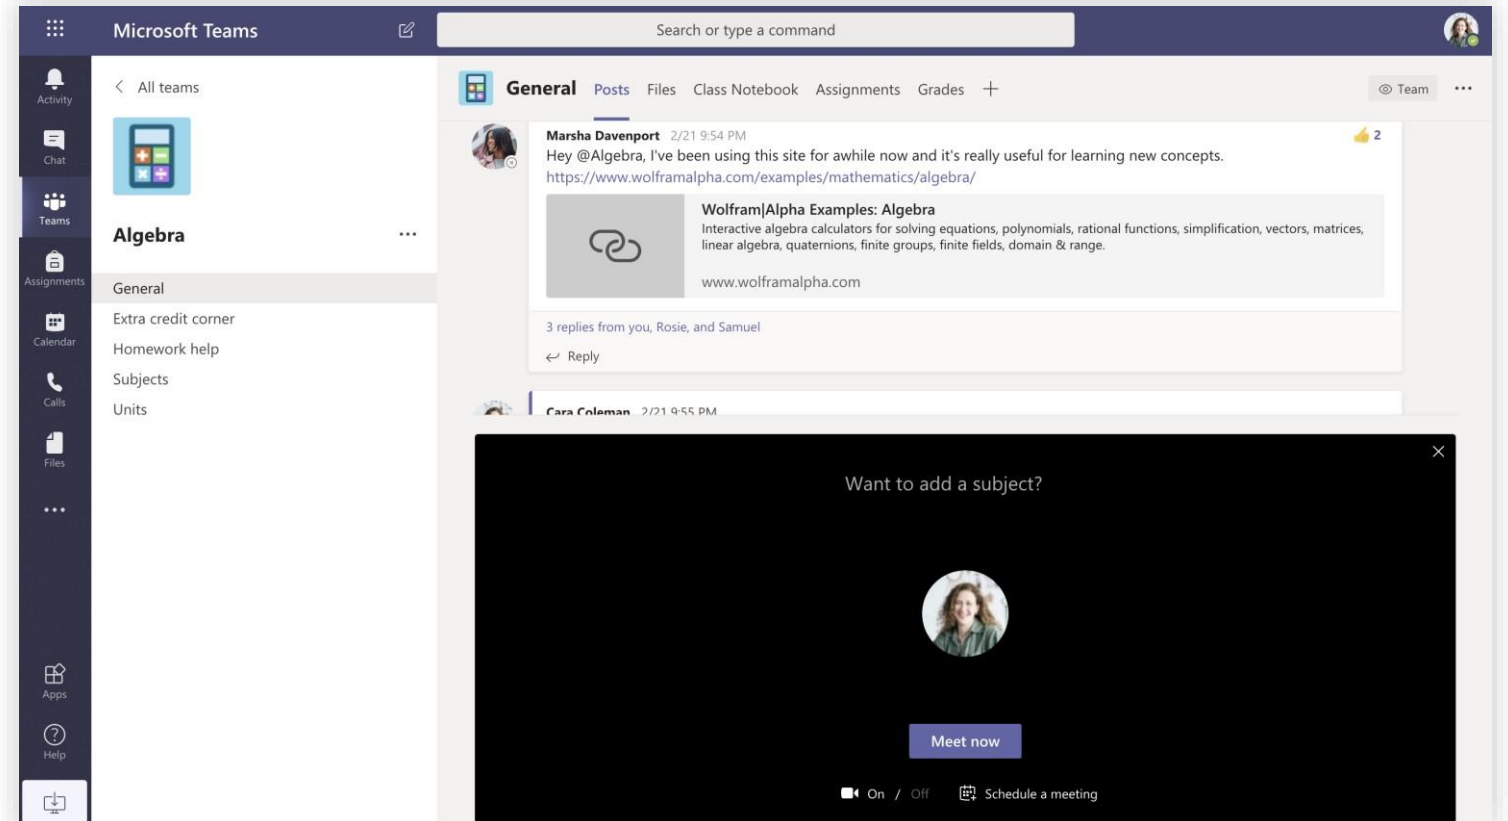 Microsoft Teams
Search or type a command
Activity
Chat
Teams
Assignments
Calendar
Calls
Files
Apps
Help
All teams
Algebra
General
Extra credit corner
Homework help
Subjects
Units
General Posts Files Class Notebook Assignments Grades
Team
Marsha Davenport 2/21 9:54 PM
2
Hey @Algebra, I've been using this site for awhile now and it's really useful for learning new concepts.
https://www.wolframalpha.com/examples/mathematics/algebra/
Wolfram|Alpha Examples: Algebra
Interactive algebra calculators for solving equations, polynomials, rational functions, simplification, vectors, matrices,
linear algebra, quaternions, finite groups, finite fields, domain & range.
www.wolframalpha.com
3 replies from you, Rosie, and Samuel
Reply
Cara Coleman 2/21 9:55 PM
Want to add a subject?
Meet now
On / Off Schedule a meeting